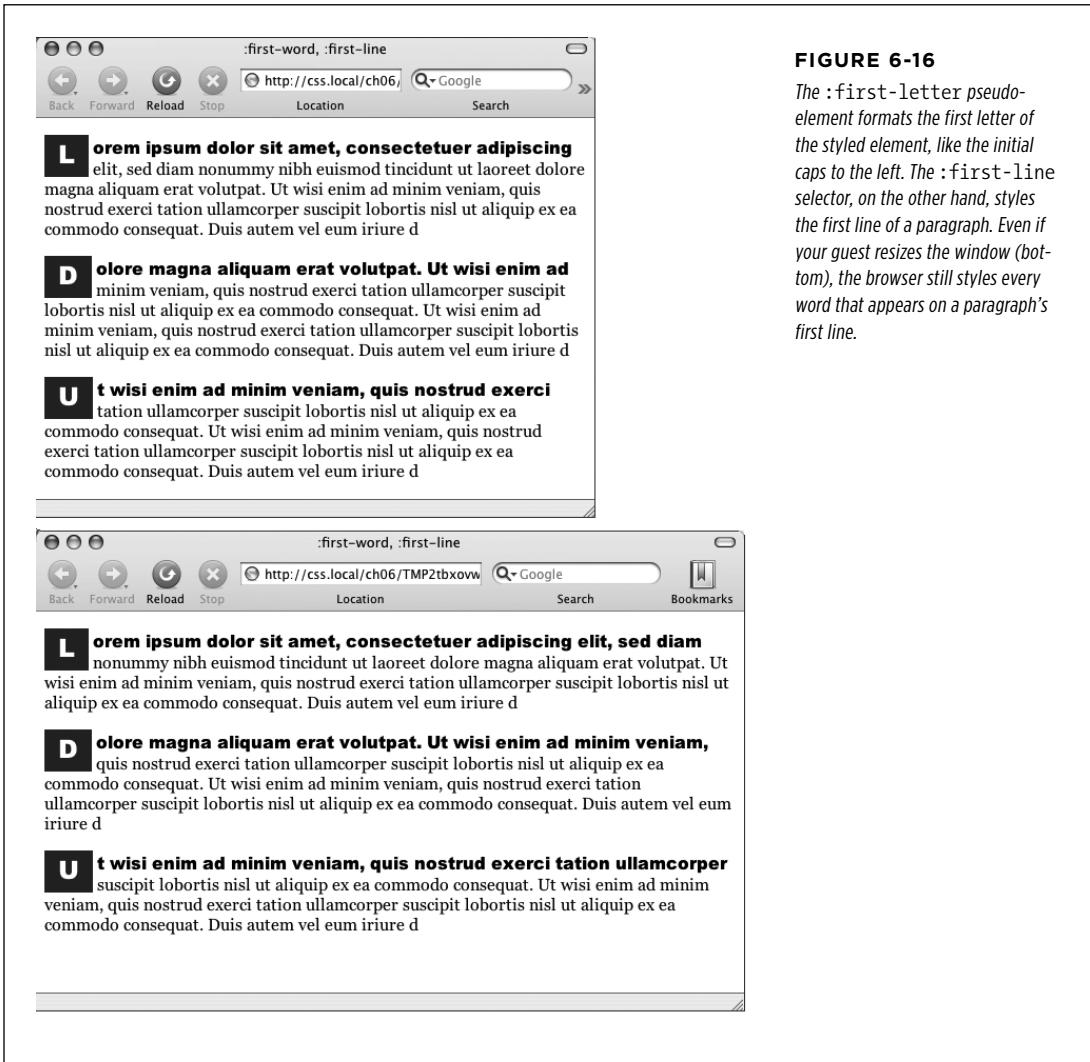 :first-word, :first-line
http://css.local/ch06/ Google »
Back Forward Reload Stop Location Search
L orem ipsum dolor sit amet, consectetuer adipiscing
elit, sed diam nonummy nibh euismod tincidunt ut laoreet dolore
magna aliquam erat volutpat. Ut wisi enim ad minim veniam, quis
nostrud exerci tation ullamcorper suscipit lobortis nisl ut aliquip ex ea
commodo consequat. Duis autem vel eum iriure d
D olore magna aliquam erat volutpat. Ut wisi enim ad
minim veniam, quis nostrud exerci tation ullamcorper suscipit
lobortis nisl ut aliquip ex ea commodo consequat. Ut wisi enim ad
minim veniam, quis nostrud exerci tation ullamcorper suscipit lobortis
nisl ut aliquip ex ea commodo consequat. Duis autem vel eum iriure d
U t wisi enim ad minim veniam, quis nostrud exerci
tation ullamcorper suscipit lobortis nisl ut aliquip ex ea
commodo consequat. Ut wisi enim ad minim veniam, quis nostrud
exerci tation ullamcorper suscipit lobortis nisl ut aliquip ex ea
commodo consequat. Duis autem vel eum iriure d
:first-word, :first-line
http://css.local/ch06/TMP2tbxovw Google
Back Forward Reload Stop Location Search Bookmarks
L orem ipsum dolor sit amet, consectetuer adipiscing elit, sed diam
nonummy nibh euismod tincidunt ut laoreet dolore magna aliquam erat volutpat. Ut
wisi enim ad minim veniam, quis nostrud exerci tation ullamcorper suscipit lobortis nisl ut
aliquip ex ea commodo consequat. Duis autem vel eum iriure d
D olore magna aliquam erat volutpat. Ut wisi enim ad minim veniam,
quis nostrud exerci tation ullamcorper suscipit lobortis nisl ut aliquip ex ea
commodo consequat. Ut wisi enim ad minim veniam, quis nostrud exerci tation
ullamcorper suscipit lobortis nisl ut aliquip ex ea commodo consequat. Duis autem vel eum
iriure d
U t wisi enim ad minim veniam, quis nostrud exerci tation ullamcorper
suscipit lobortis nisl ut aliquip ex ea commodo consequat. Ut wisi enim ad minim
veniam, quis nostrud exerci tation ullamcorper suscipit lobortis nisl ut aliquip ex ea
commodo consequat. Duis autem vel eum iriure d
FIGURE 6-16
The :first-letter pseudo-
element formats the first letter of
the styled element, like the initial
caps to the left. The :first-line
selector, on the other hand, styles
the first line of a paragraph. Even if
your guest resizes the window (bot-
tom), the browser still styles every
word that appears on a paragraph's
first line.